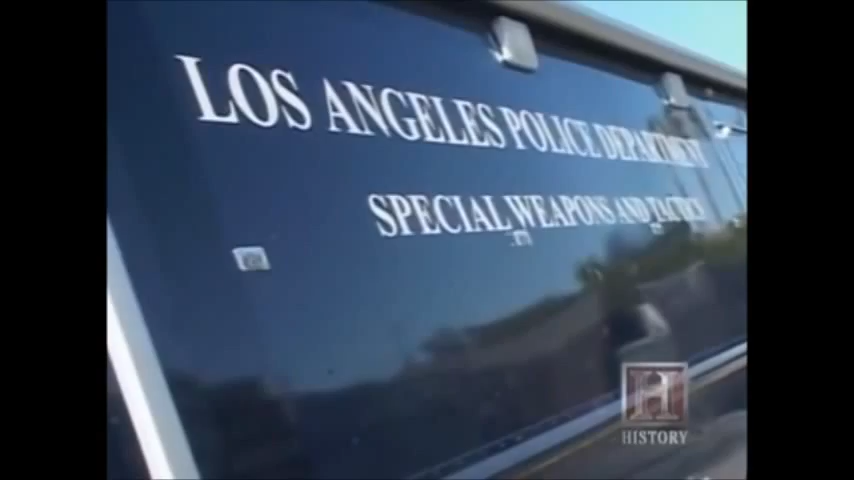 LOS ANGELES POLICE DEPARTMENT
SPECIAL WEAPONS AND TACTICS
H
HISTORY